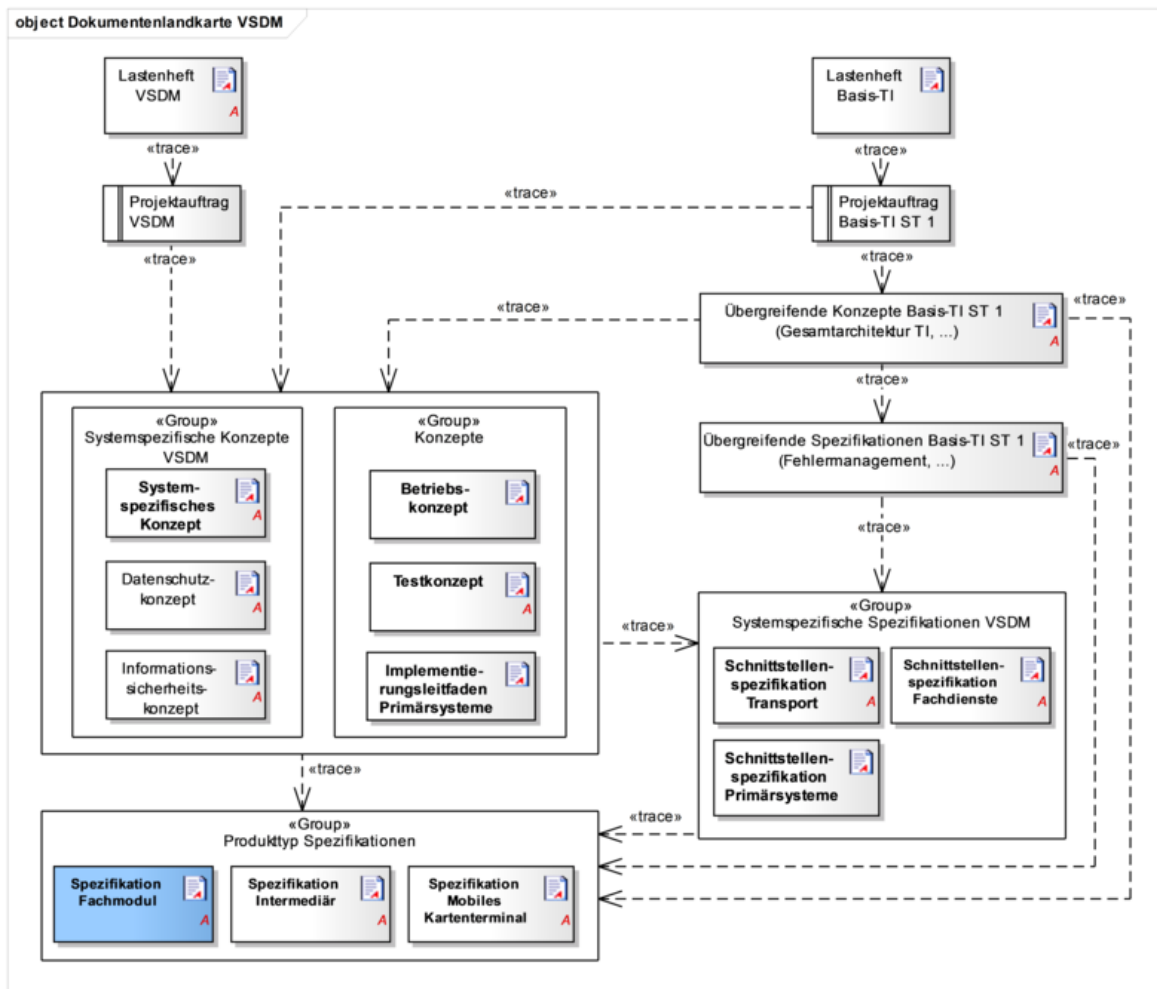 object Dokumentenlandkarte VSDM
Lastenheft
VSDM
A
Lastenheft
Basis-TI
«trace»
«trace»
Projektauftrag
VSDM
«trace»
Projektauftrag
Basis-TI ST 1
«trace»
«trace»
«trace»
Übergreifende Konzepte Basis-TI ST 1
(Gesamtarchitektur TI, ...)
A
«trace»
«trace»
Übergreifende Spezifikationen Basis-TI ST 1
(Fehlermanagement, ...)
A
«trace»
«trace»
«Group»
Systemspezifische Konzepte
VSDM
System-
spezifisches
Konzept
A
Datenschutz-
konzept
A
Informations-
sicherheits-
konzept
A
«Group»
Konzepte
Betriebs-
konzept
Testkonzept
A
Implementie-
rungsleitfaden
Primärsysteme
«trace»
«Group»
Systemspezifische Spezifikationen VSDM
Schnittstellen-
spezifikation
Transport
A
Schnittstellen-
spezifikation
Fachdienste
A
Schnittstellen-
spezifikation
Primärsysteme
«trace»
«trace»
«Group»
Produkttyp Spezifikationen
Spezifikation
Fachmodul
A
Spezifikation
Intermediär
A
Spezifikation
Mobiles
Kartenterminal
A